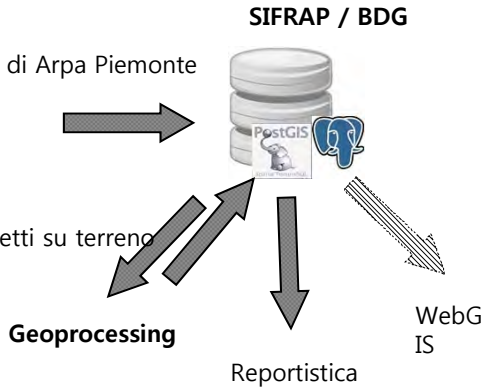 SIFRAP / BDG
di Arpa Piemonte
PostGIS
etti su terreno
Geoprocessing
WebG
IS
Reportistica